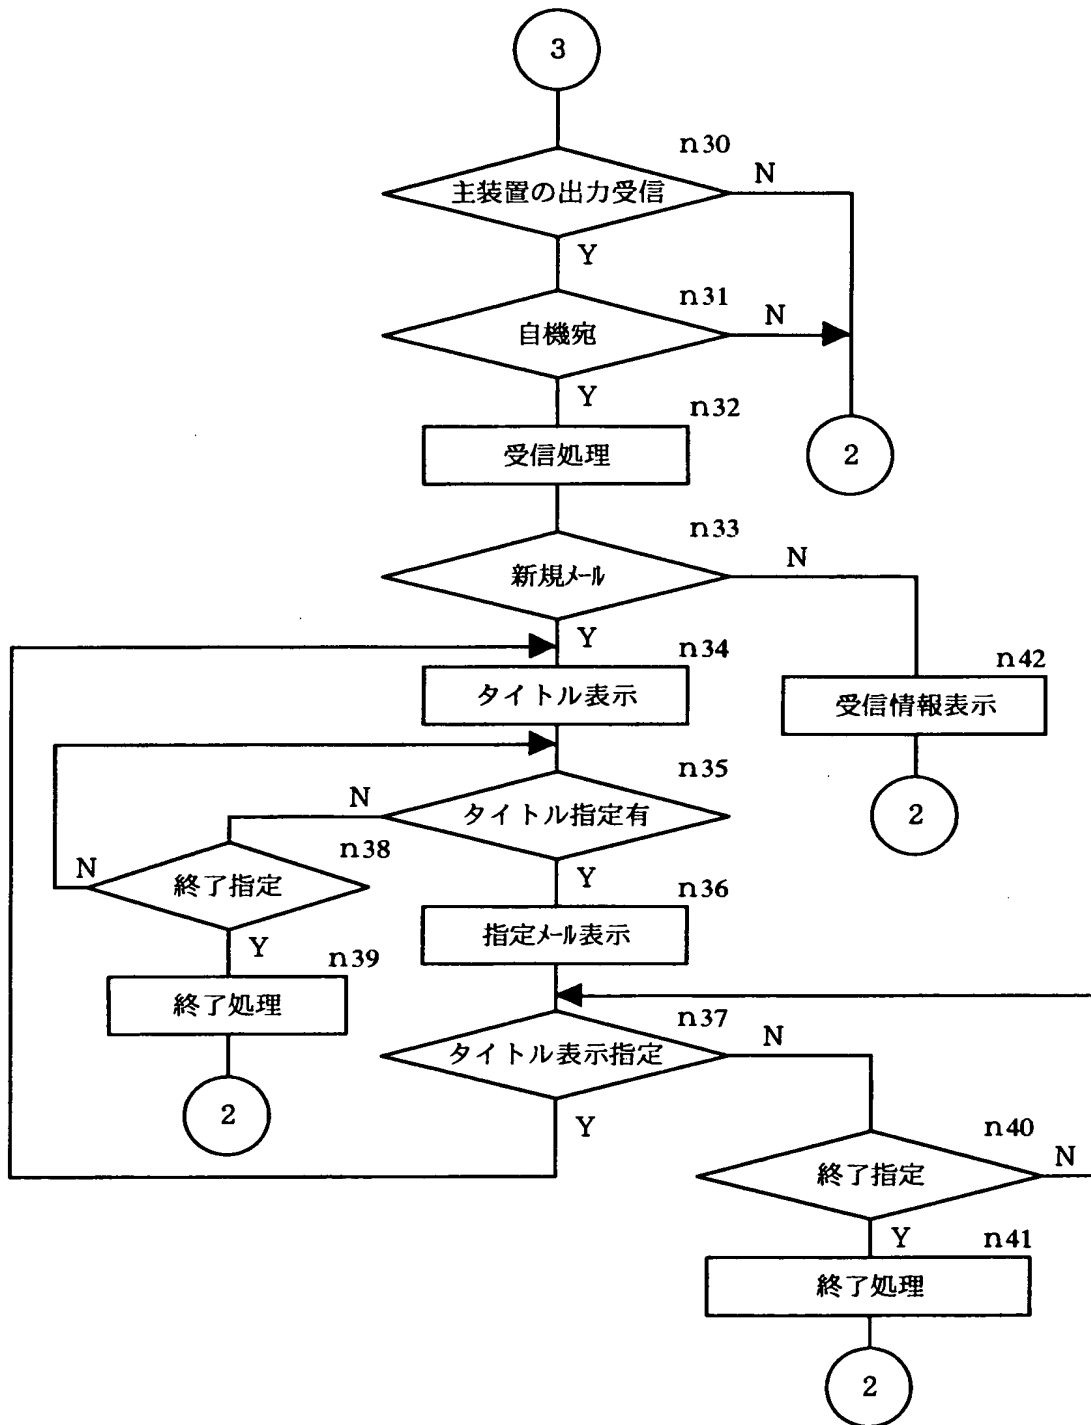 3
n30
主装置の出力受信
N
Y
n31
自機宛
N
Y
n32
受信処理
2
n33
新規メール
N
Y
n34
タイトル表示
n42
受信情報表示
n35
タイトル指定有
N
Y
2
n38
終了指定
N
Y
n36
指定メール表示
n39
終了処理
n37
タイトル表示指定
N
Y
2
n40
終了指定
N
Y
n41
終了処理
2